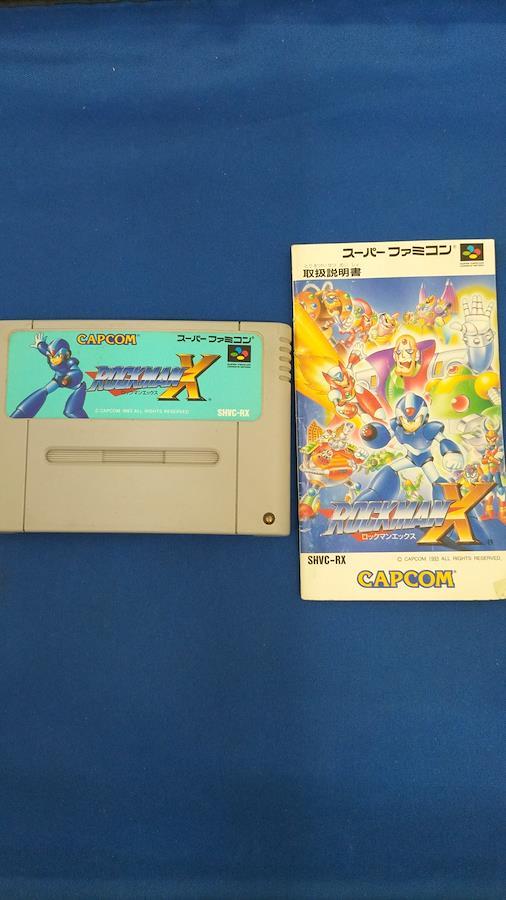 CAPCOM
スーパー ファミコン
ROCKMAN X
ロックマンエックス
© CAPCOM 1993 ALL RIGHTS RESERVED.
SHVC-RX
スーパー ファミコン
取扱説明書
ROCKMAN X
ロックマンエックス
SHVC-RX
© CAPCOM 1993 ALL RIGHTS RESERVED.
CAPCOM